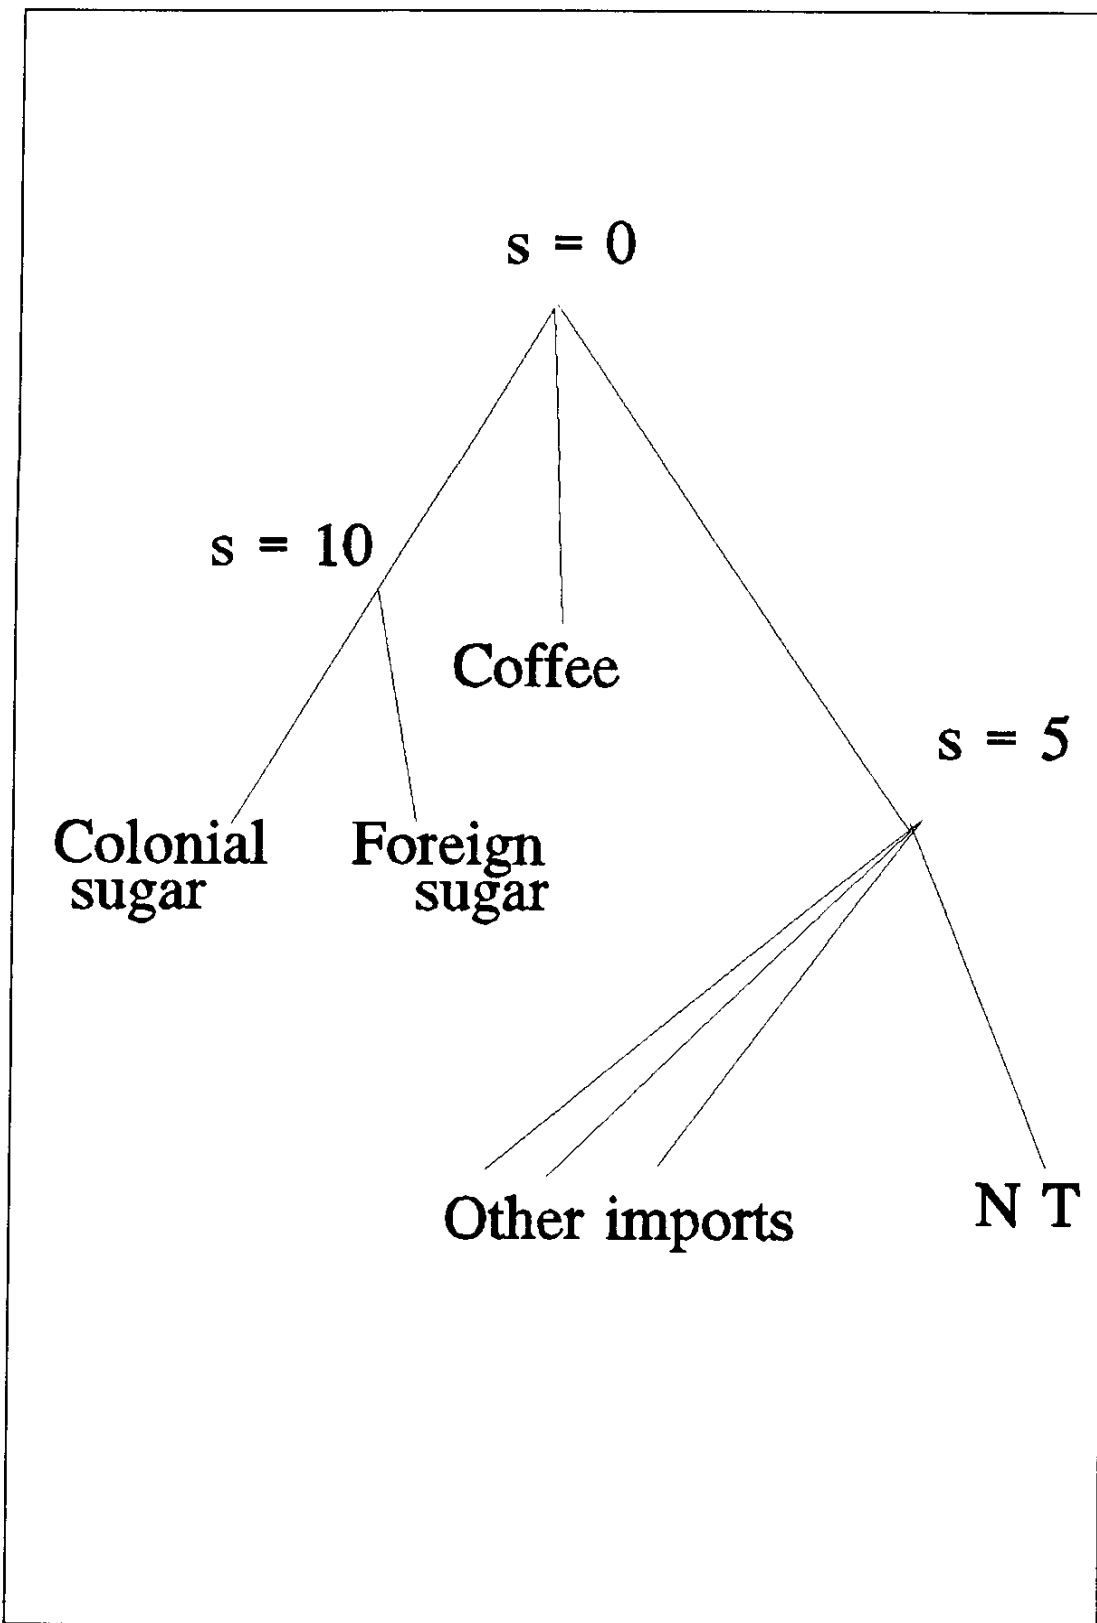 s = 0
s = 10
Coffee
s = 5
Colonial
sugar
Foreign
sugar
Other imports
N T